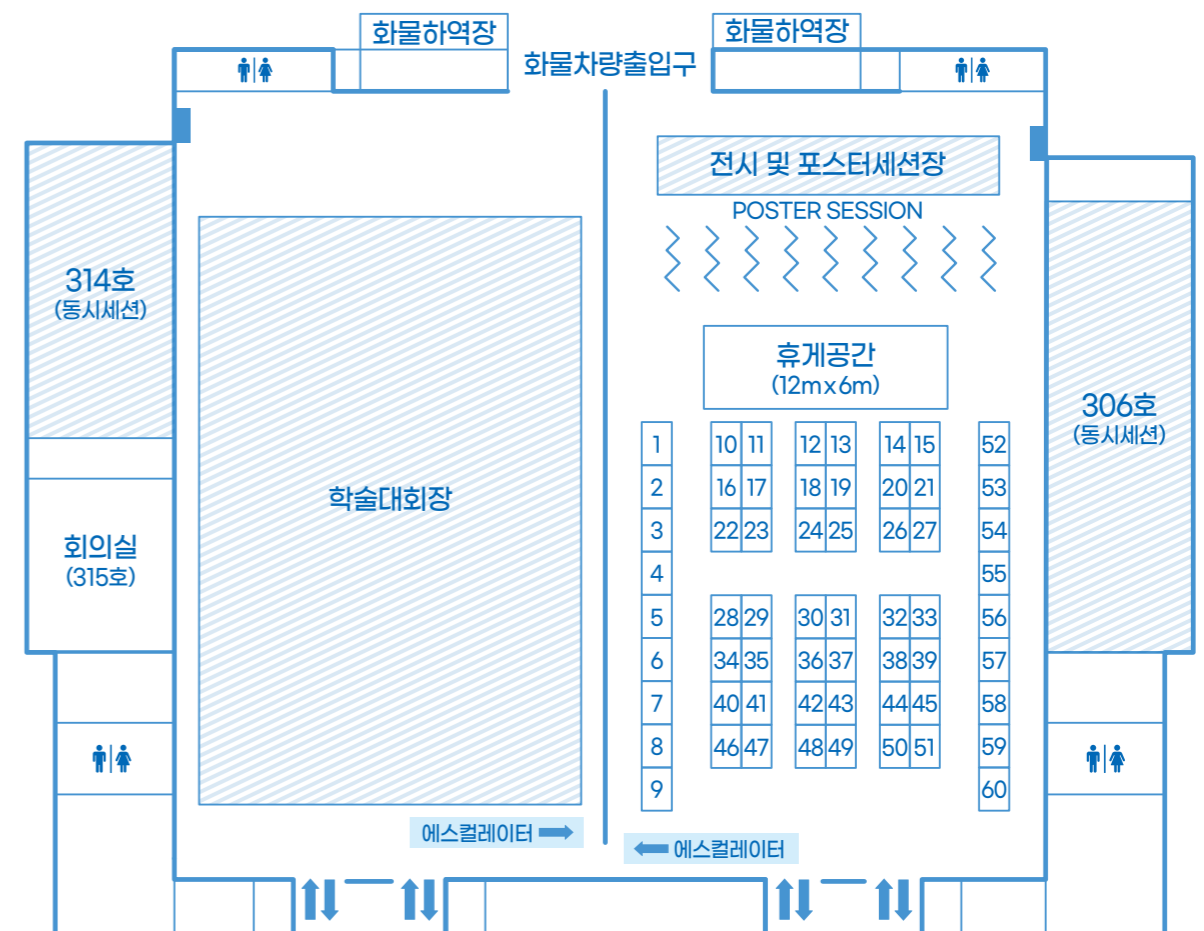 화물하역장
화물하역장
화물차량출입구
전시 및 포스터세션장
POSTER SESSION
314호
(동시세션)
휴게공간
(12m x 6m)
306호
(동시세션)
1 10 11 12 13 14 15 52
2 16 17 18 19 20 21 53
학술대회장
3 22 23 24 25 26 27 54
회의실
(315호)
4 55
5 28 29 30 31 32 33 56
6 34 35 36 37 38 39 57
7 40 41 42 43 44 45 58
8 46 47 48 49 50 51 59
9 60
에스컬레이터
에스컬레이터